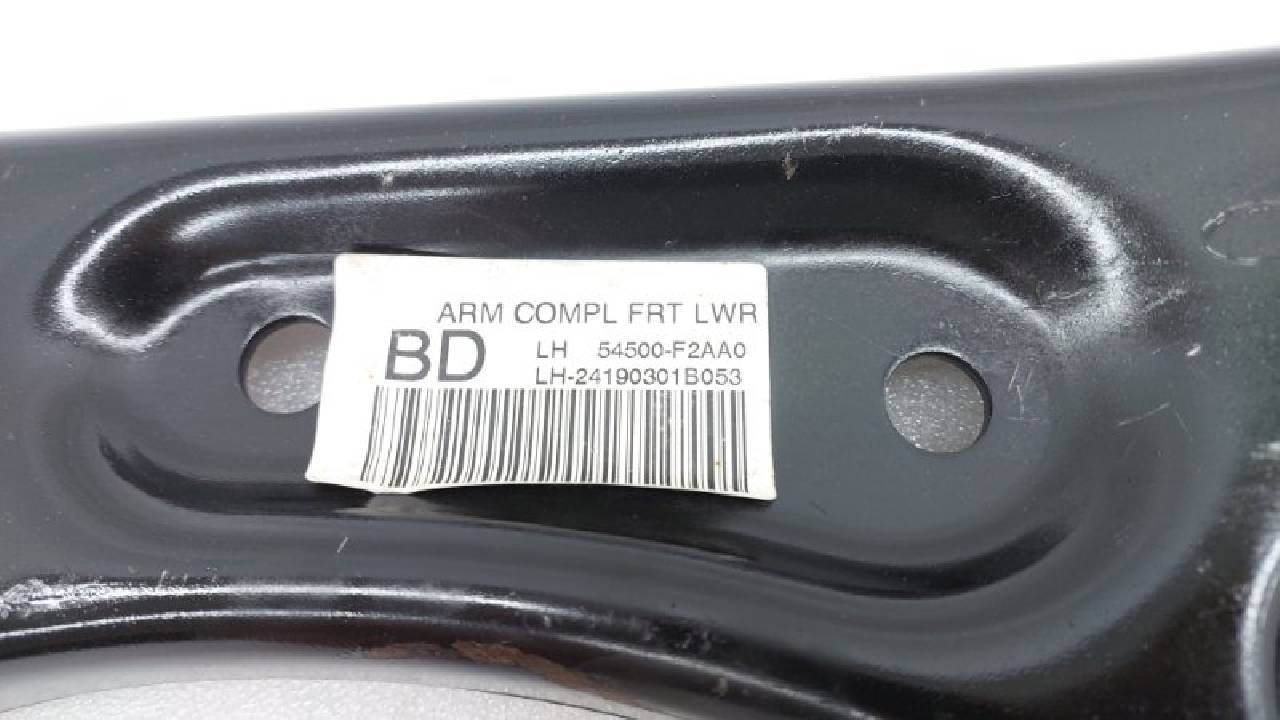 ARM COMPL FRT LWR
BD
LH 54500-F2AA0
LH-24190301B053